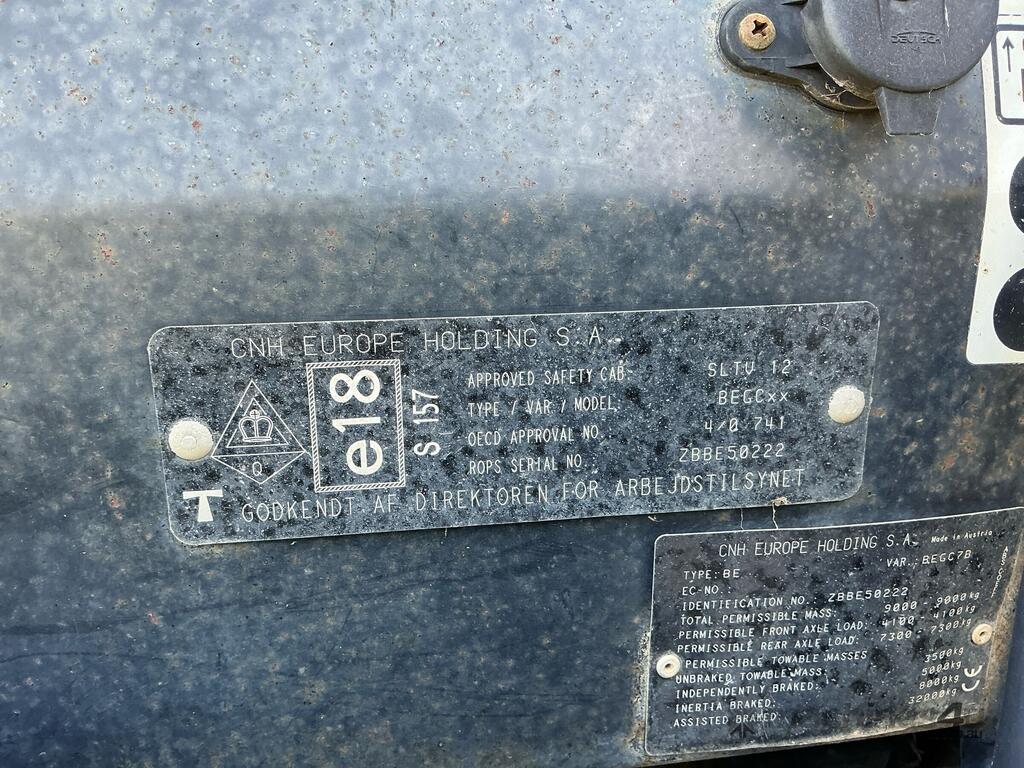 DEUTECH
CNH EUROPE HOLDING S.A.
e18
S 157
APPROVED SAFETY CAB: SLTV 12
TYPE / VAR / MODEL: BEGCxx
OECD APPROVAL NO.: 4/0 741
ROPS SERIAL NO.: ZBBE50222
Q
T
GODKENDT AF DIREKTOREN FOR ARBEJDSTILSYNET
CNH EUROPE HOLDING S.A. Made in Austria
TYPE: BE VAR.: BEGC7B
EC-NO.:
IDENTIFICATION NO.: ZBBE50222
TOTAL PERMISSIBLE MASS: 9000 - 9000kg
PERMISSIBLE FRONT AXLE LOAD: 4100 - 4100kg
PERMISSIBLE REAR AXLE LOAD: 7300 - 7300kg
PERMISSIBLE TOWABLE MASSES
UNBRAKED TOWABLE MASS: 3500kg
INDEPENDENTLY BRAKED: 5000kg
INERTIA BRAKED: 8000kg
ASSISTED BRAKED: 32000kg
CE